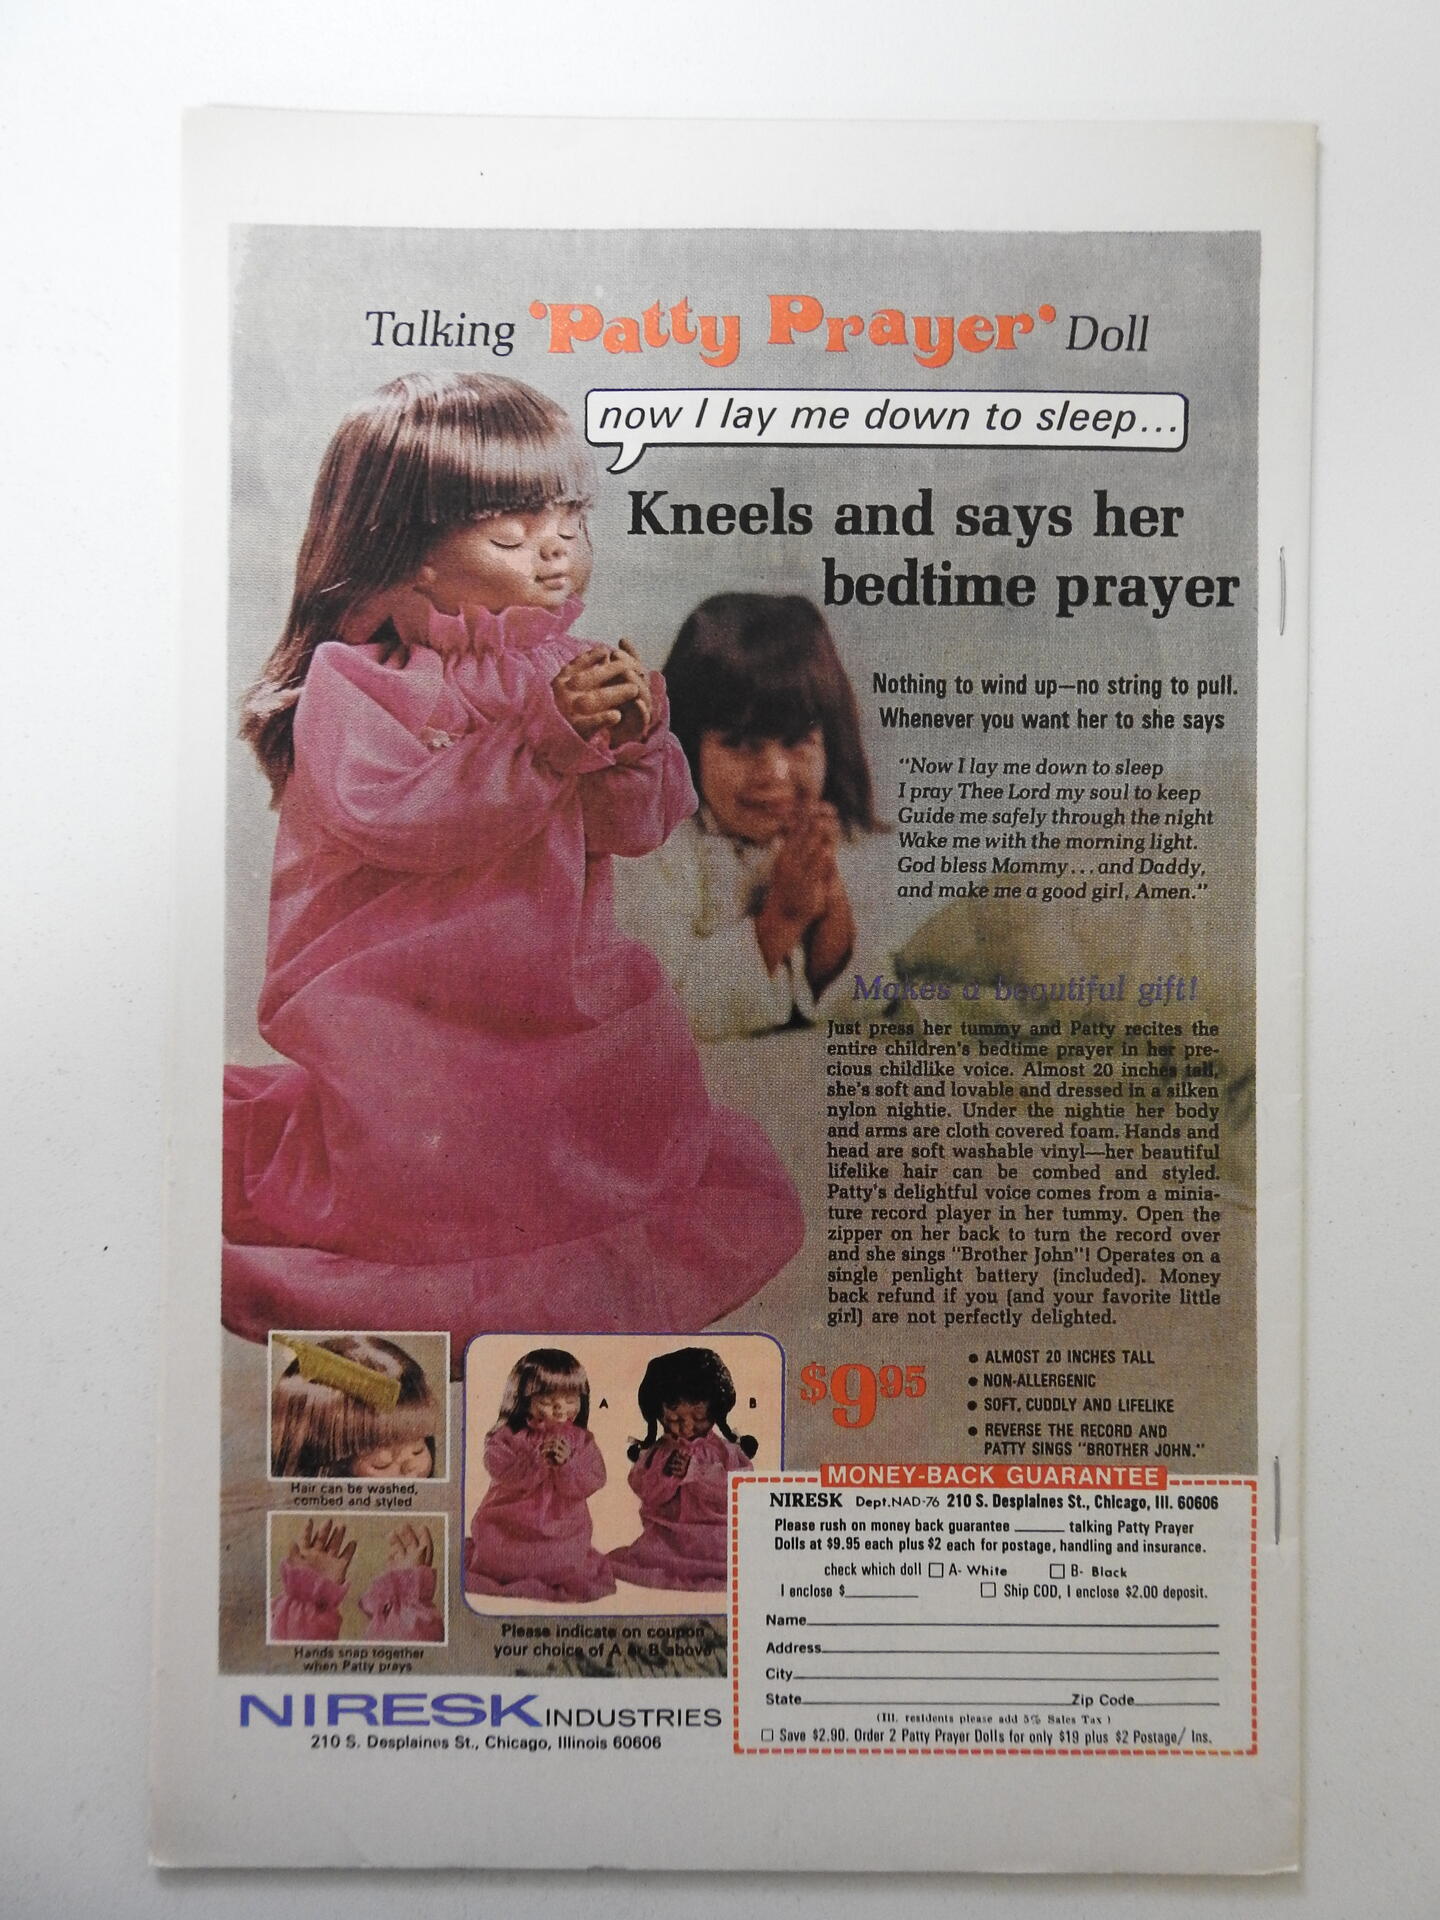 Talking 'Patty Prayer' Doll
now I lay me down to sleep...
Kneels and says her
bedtime prayer
Nothing to wind up—no string to pull.
Whenever you want her to she says
"Now I lay me down to sleep
I pray Thee Lord my soul to keep
Guide me safely through the night
Wake me with the morning light.
God bless Mommy...and Daddy,
and make me a good girl, Amen."
Makes a beautiful gift!
Just press her tummy and Patty recites the
entire children's bedtime prayer in her pre-
cious childlike voice. Almost 20 inches tall,
she's soft and lovable and dressed in a silken
nylon nightie. Under the nightie her body
and arms are cloth covered foam. Hands and
head are soft washable vinyl—her beautiful
lifelike hair can be combed and styled.
Patty's delightful voice comes from a minia-
ture record player in her tummy. Open the
zipper on her back to turn the record over
and she sings "Brother John"! Operates on a
single penlight battery (included). Money
back refund if you (and your favorite little
girl) are not perfectly delighted.
$9.95
• ALMOST 20 INCHES TALL
• NON-ALLERGENIC
• SOFT, CUDDLY AND LIFELIKE
• REVERSE THE RECORD AND
PATTY SINGS "BROTHER JOHN."
Hair can be washed,
combed and styled
Hands snap together
when Patty prays
A
B
Please indicate on coupon
your choice of A or B above
NIRESK INDUSTRIES
210 S. Desplaines St., Chicago, Illinois 60606
MONEY-BACK GUARANTEE
NIRESK Dept.NAD-76 210 S. Desplaines St., Chicago, Ill. 60606
Please rush on money back guarantee ______ talking Patty Prayer
Dolls at $9.95 each plus $2 each for postage, handling and insurance.
check which doll ☐ A- White ☐ B- Black
I enclose $________ ☐ Ship COD, I enclose $2.00 deposit.
Name
Address
City
State Zip Code
(Ill. residents please add 5% Sales Tax)
☐ Save $2.90. Order 2 Patty Prayer Dolls for only $19 plus $2 Postage/ Ins.